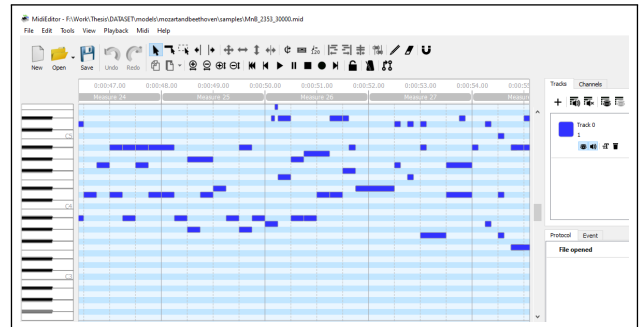 MidiEditor - F:\Work\Thesis\DATASET\models\mozartandbeethoven\samples\MnB_2353_30000.mid
File Edit Tools View Playback Midi Help
New Open Save Undo Redo
0:00:47.00 0:00:48.00 0:00:49.00 0:00:50.00 0:00:51.00 0:00:52.00 0:00:53.00 0:00:54.00 0:00:55
Measure 24 Measure 25 Measure 26 Measure 27
Tracks Channels
Track 0
1
C5
C4
C3
Protocol Event
File opened